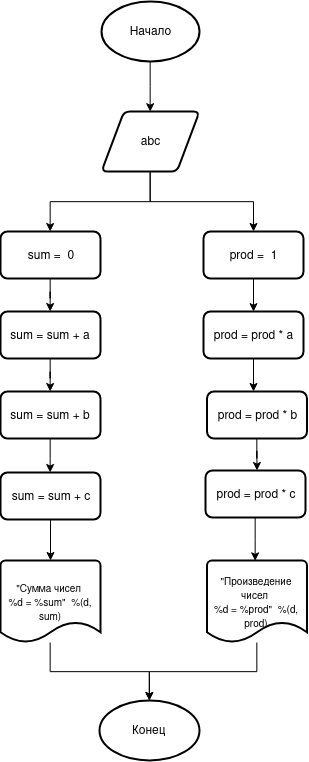 Начало
abc
sum =  0
prod =  1
sum = sum + a
prod = prod * a
sum = sum + b
prod = prod * b
sum = sum + c
prod = prod * c
"Сумма чисел
%d = %sum"  %(d,
sum)
"Произведение
чисел
%d = %prod"  %(d,
prod)
Конец